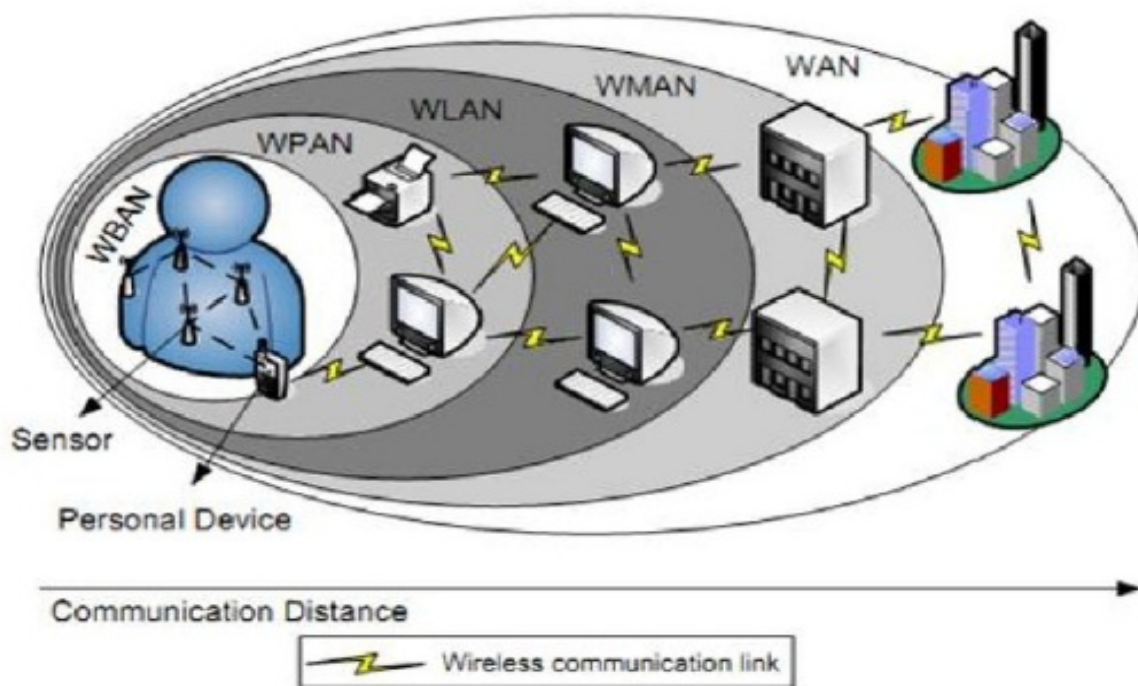 WAN
WMAN
WLAN
WPAN
WBAN
Sensor
Personal Device
Communication Distance
Wireless communication link